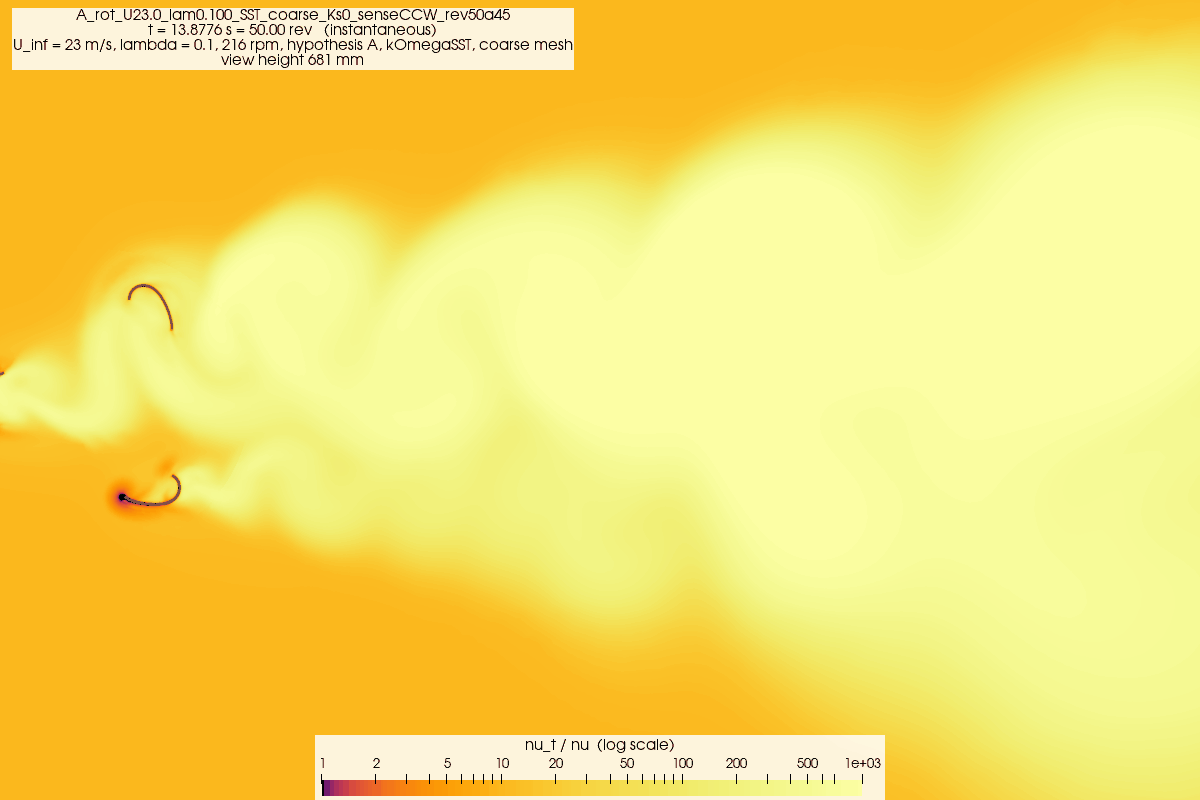 A_rot_U23.0_lam0.100_SST_coarse_Ks0_senseCCW_rev50a45
t = 13.8776 s = 50.00 rev (instantaneous)
U_inf = 23 m/s, lambda = 0.1, 216 rpm, hypothesis A, kOmegaSST, coarse mesh
view height 681 mm
nu_t / nu (log scale)
1 2 5 10 20 50 100 200 500 1e+03